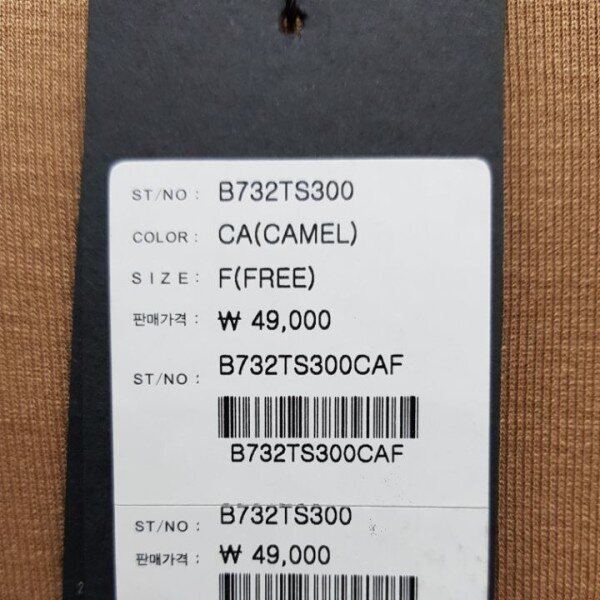 ST/NO : B732TS300
COLOR : CA(CAMEL)
SIZE : F(FREE)
판매가격 : ₩ 49,000
ST/NO : B732TS300CAF
B732TS300CAF
ST/NO : B732TS300
판매가격 : ₩ 49,000
2